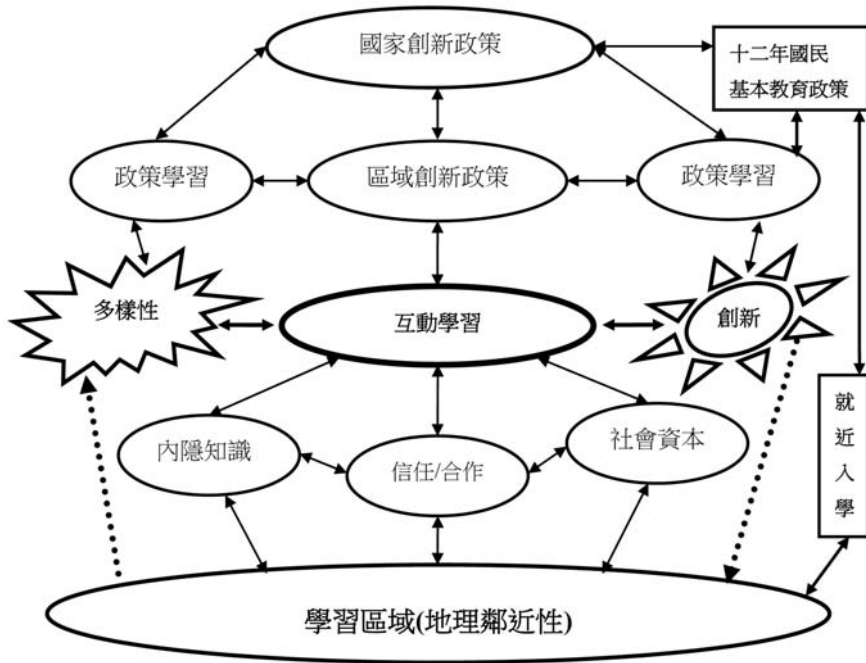 國家創新政策
十二年國民
基本教育政策
政策學習
區域創新政策
政策學習
多樣性
互動學習
創新
內隱知識
信任/合作
社會資本
就
近
入
學
學習區域(地理鄰近性)